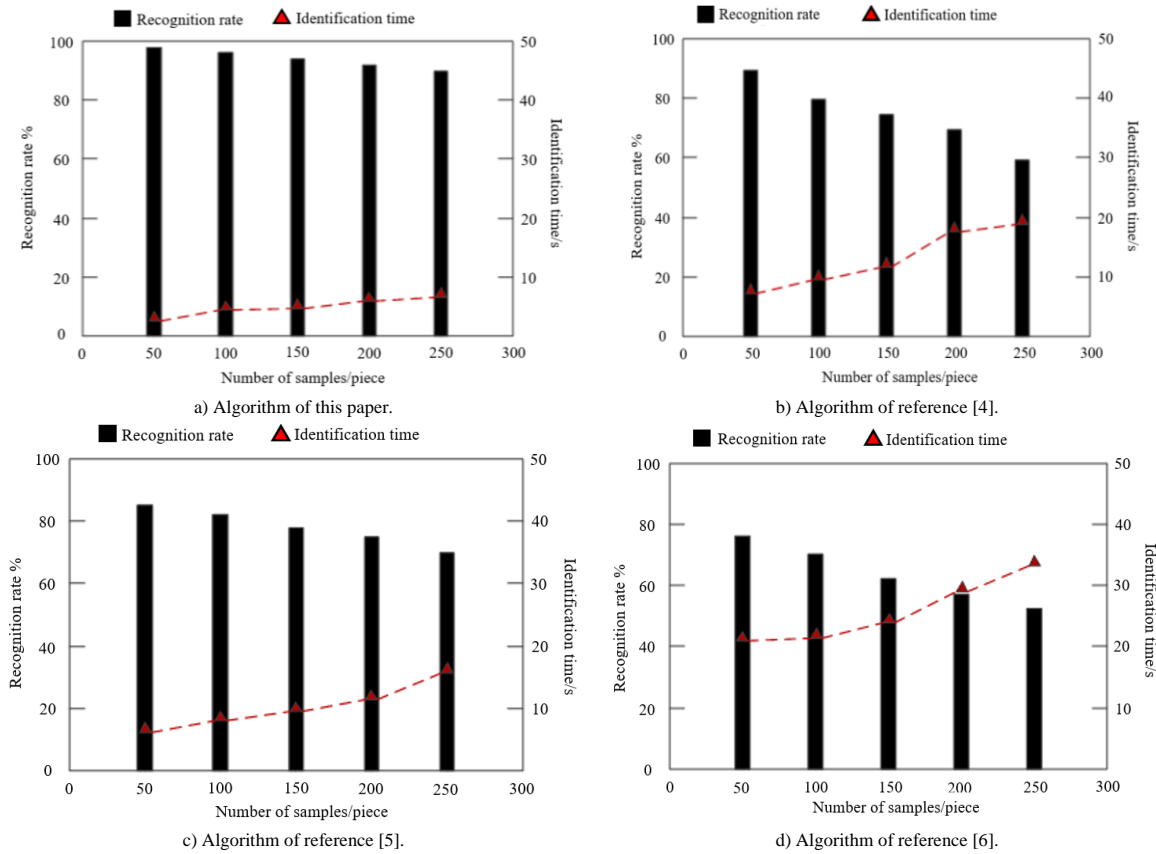 Recognition rate Identification time
100
80
60
40
20
0
Recognition rate %
50
40
30
20
10
Identification time/s
0 50 100 150 200 250 300
Number of samples/piece
a) Algorithm of this paper.
Recognition rate Identification time
100
80
60
40
20
0
Recognition rate %
50
40
30
20
10
Identification time/s
0 50 100 150 200 250 300
Number of samples/piece
b) Algorithm of reference [4].
Recognition rate Identification time
100
80
60
40
20
0
Recognition rate %
50
40
30
20
10
Identification time/s
0 50 100 150 200 250 300
Number of samples/piece
c) Algorithm of reference [5].
Recognition rate Identification time
100
80
60
40
20
0
Recognition rate %
50
40
30
20
10
Identification time/s
0 50 100 150 200 250 300
Number of samples/piece
d) Algorithm of reference [6].